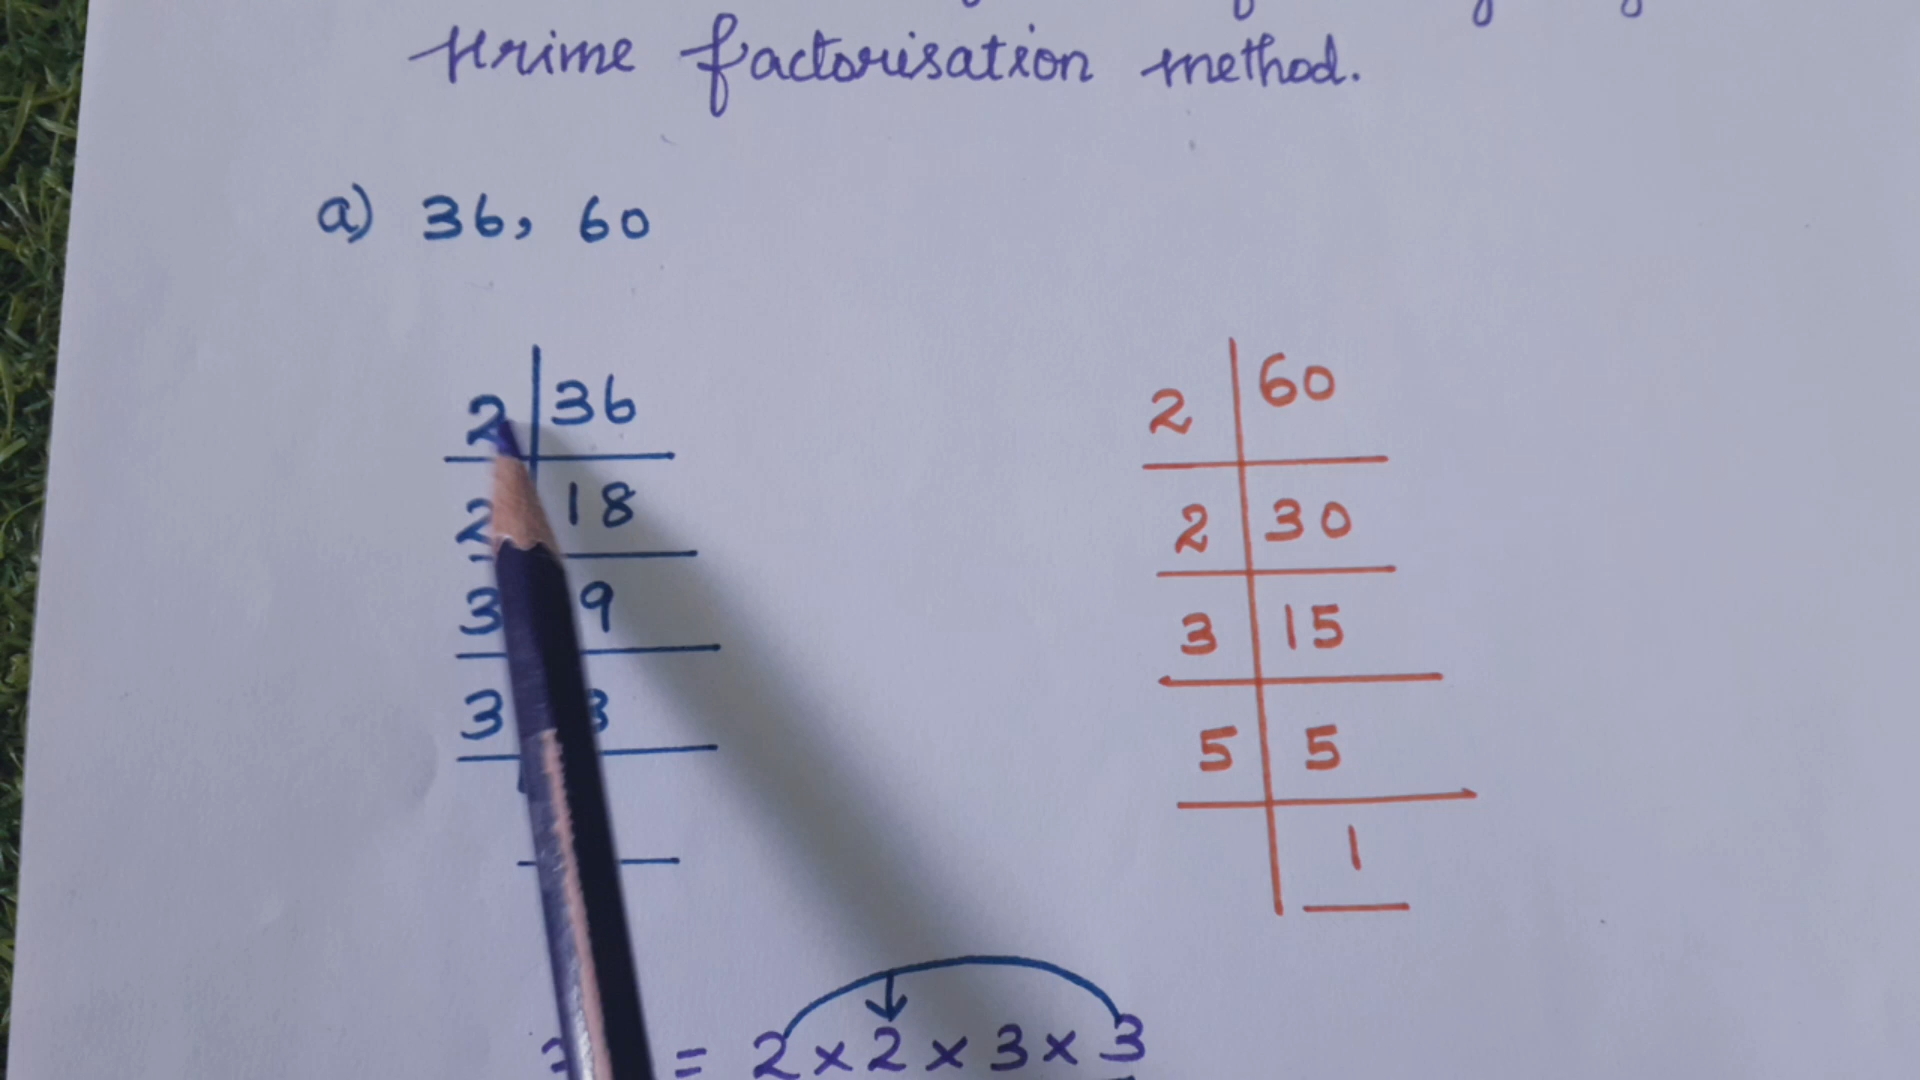 prime factorisation method.
a) 36, 60
2 | 36
2 | 18
3 | 9
3 | 3
2 | 60
2 | 30
3 | 15
5 | 5
1
= 2 × 2 × 3 × 3